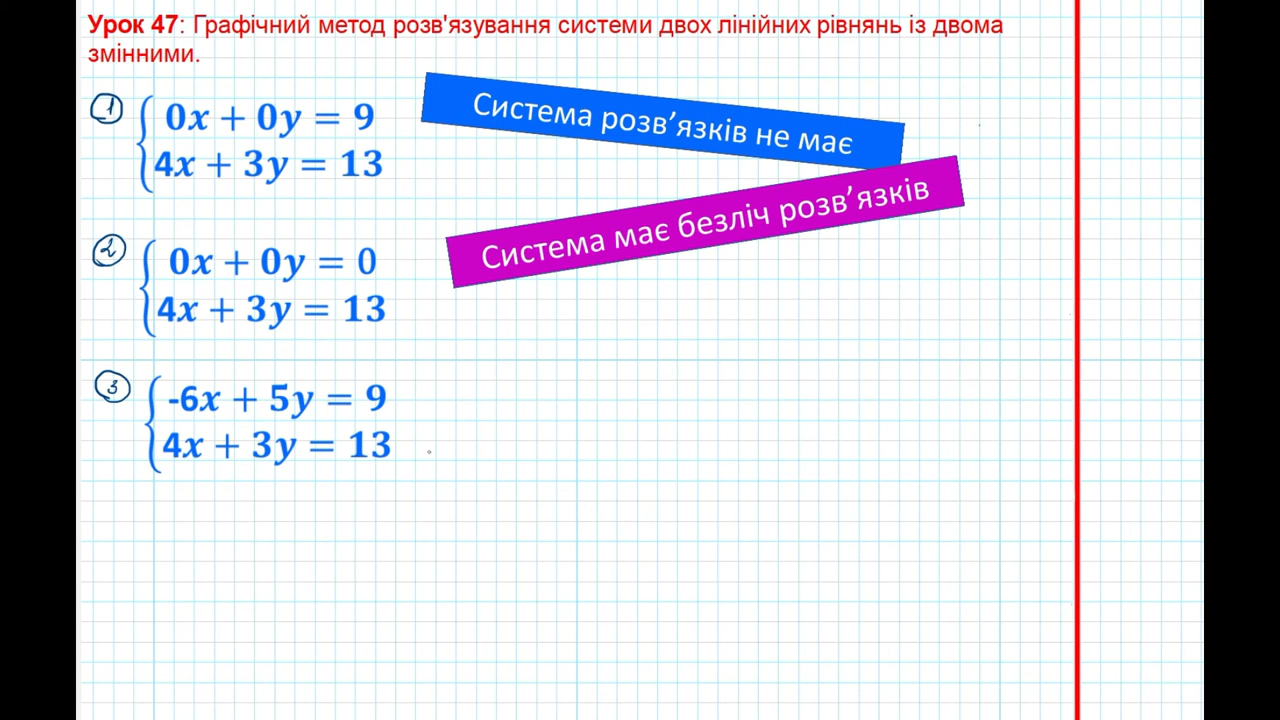 Урок 47: Графічний метод розв'язування системи двох лінійних рівнянь із двома
змінними.
1
0x + 0y = 9
4x + 3y = 13
Система розв’язків не має
Система має безліч розв’язків
2
0x + 0y = 0
4x + 3y = 13
3
-6x + 5y = 9
4x + 3y = 13